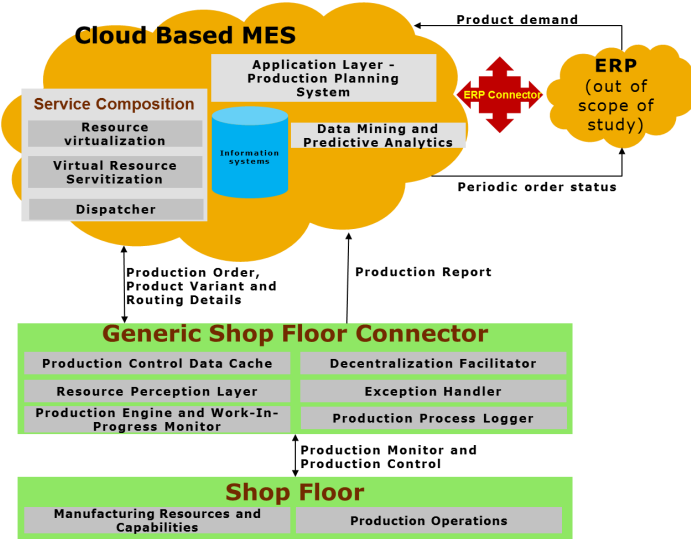 Product demand
Cloud Based MES
ERP
(out of
scope of
study)
Application Layer -
Production Planning
System
ERP Connector
Service Composition
Resource
virtualization
Virtual Resource
Servitization
Dispatcher
Information
systems
Data Mining and
Predictive Analytics
Periodic order status
Production Order,
Product Variant and
Routing Details
Production Report
Generic Shop Floor Connector
Production Control Data Cache
Decentralization Facilitator
Resource Perception Layer
Exception Handler
Production Engine and Work-In-
Progress Monitor
Production Process Logger
Production Monitor and
Production Control
Shop Floor
Manufacturing Resources and
Capabilities
Production Operations